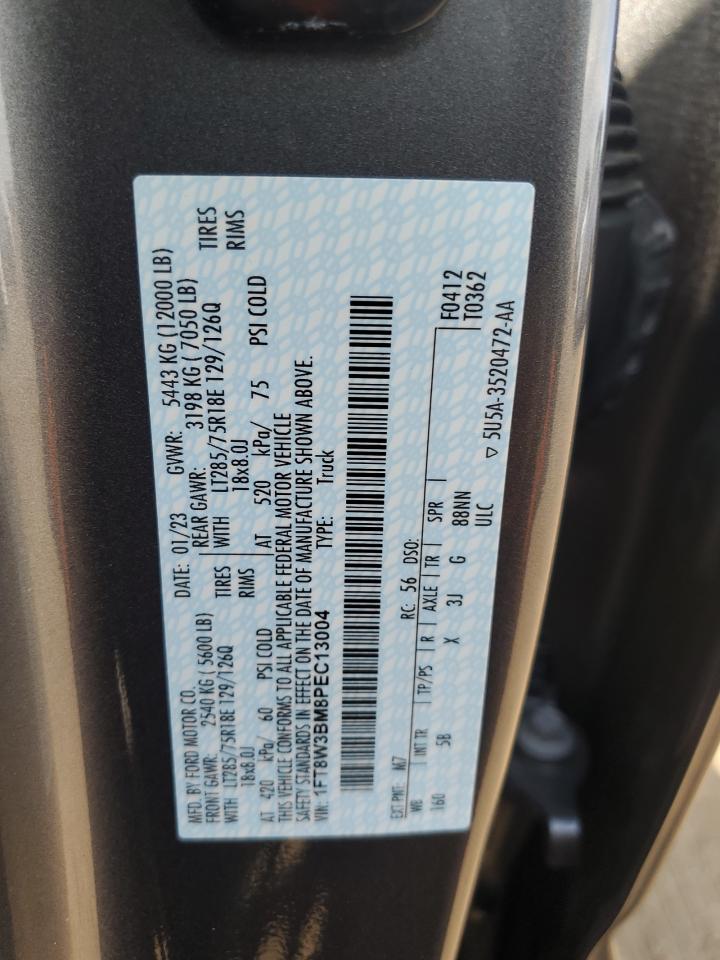 MFD. BY FORD MOTOR CO. DATE: 01/23 GVWR: 5443 KG (12000 LB)
FRONT GAWR: 2540 KG ( 5600 LB) REAR GAWR: 3198 KG ( 7050 LB)
WITH LT285/75R18E 129/126Q TIRES WITH LT285/75R18E 129/126Q TIRES
18x8.0J RIMS 18x8.0J RIMS
AT 420 kPa/ 60 PSI COLD AT 520 kPa/ 75 PSI COLD
THIS VEHICLE CONFORMS TO ALL APPLICABLE FEDERAL MOTOR VEHICLE
SAFETY STANDARDS IN EFFECT ON THE DATE OF MANUFACTURE SHOWN ABOVE.
VIN: 1FT8W3BM8PEC13004 TYPE: Truck
EXT PNT: M7 RC: 56 DSO: F0412
WB INT TR TP/PS R AXLE TR SPR T0362
160 5B X 3J G 88NN
ULC
▽ 5U5A-3520472-AA